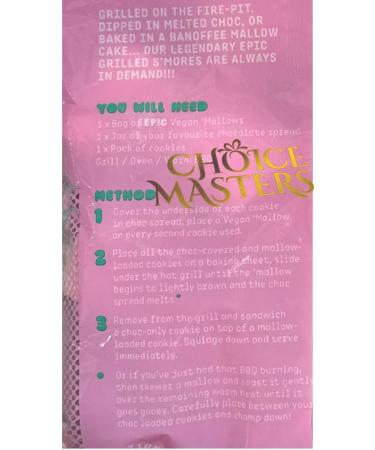 GRILLED ON THE FIRE-PIT,
DIPPED IN MELTED CHOC, OR
BAKED IN A BANOFFEE MALLOW
CAKE... OUR LEGENDARY EPIC
GRILLED S'MORES ARE ALWAYS
IN DEMAND!!!
YOU WILL NEED
1 x Bag of EPIC Vegan 'Mallows
1 x Jar of your favourite chocolate spread
1 x Pack of cookies
Grill / Oven / Warm BBQ
CHOICE
MASTERS
METHOD
1 Cover the underside of each cookie
in choc spread, place a Vegan 'Mallow
on every second cookie used.
2 Place all the choc-covered and mallow-
loaded cookies on a baking sheet, slide
under the hot grill until the 'mallow
begins to lightly brown and the choc
spread melts.
3 Remove from the grill and sandwich
a choc-only cookie on top of a mallow-
loaded cookie. Squidge down and serve
immediately.
• Or if you've just had that BBQ burning,
then skewer a mallow and roast it gently
over the remaining warm heat until it
goes gooey. Carefully place between your
choc loaded cookies and chomp down!